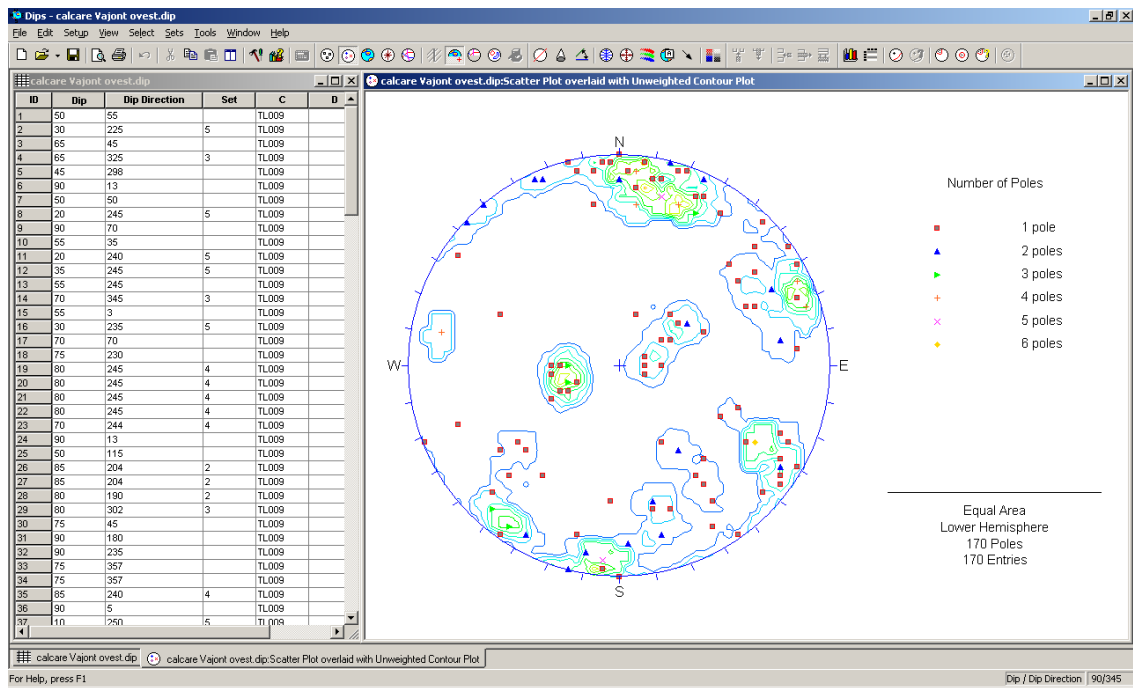 Dips - calcare Vajont ovest.dip
File Edit Setup View Select Sets Tools Window Help
calcare Vajont ovest.dip
ID Dip Dip Direction Set C D
1 50 55 TL009
2 30 225 5 TL009
3 65 45 TL009
4 65 325 3 TL009
5 45 298 TL009
6 90 13 TL009
7 50 50 TL009
8 20 245 5 TL009
9 90 70 TL009
10 55 35 TL009
11 20 240 5 TL009
12 35 245 5 TL009
13 55 245 TL009
14 70 345 3 TL009
15 55 3 TL009
16 30 235 5 TL009
17 70 70 TL009
18 75 230 TL009
19 80 245 4 TL009
20 80 245 4 TL009
21 80 245 4 TL009
22 80 245 4 TL009
23 70 244 4 TL009
24 90 13 TL009
25 50 115 TL009
26 85 204 2 TL009
27 85 204 2 TL009
28 80 190 2 TL009
29 80 302 3 TL009
30 75 45 TL009
31 90 180 TL009
32 90 235 TL009
33 75 357 TL009
34 75 357 TL009
35 85 240 4 TL009
36 90 5 TL009
37 10 250 5 TL009
calcare Vajont ovest.dip:Scatter Plot overlaid with Unweighted Contour Plot
N
W
E
S
Number of Poles
1 pole
2 poles
3 poles
4 poles
5 poles
6 poles
Equal Area
Lower Hemisphere
170 Poles
170 Entries
calcare Vajont ovest.dip
calcare Vajont ovest.dip:Scatter Plot overlaid with Unweighted Contour Plot
For Help, press F1
Dip / Dip Direction 90/345